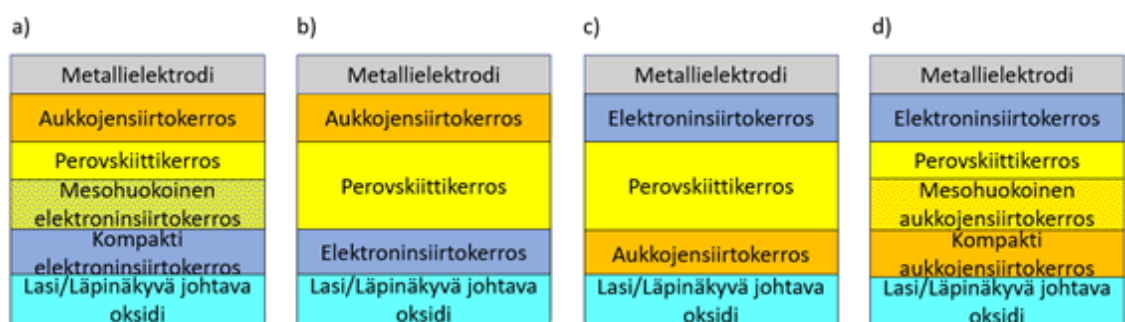 a)
Metallielektrodi
Aukkojensiirtokerros
Perovskiittikerros
Mesohuokoinen
elektroninsiirtokerros
Kompakti
elektroninsiirtokerros
Lasi/Läpinäkyvä johtava
oksidi
b)
Metallielektrodi
Aukkojensiirtokerros
Perovskiittikerros
Elektroninsiirtokerros
Lasi/Läpinäkyvä johtava
oksidi
c)
Metallielektrodi
Elektroninsiirtokerros
Perovskiittikerros
Aukkojensiirtokerros
Lasi/Läpinäkyvä johtava
oksidi
d)
Metallielektrodi
Elektroninsiirtokerros
Perovskiittikerros
Mesohuokoinen
aukkojensiirtokerros
Kompakti
aukkojensiirtokerros
Lasi/Läpinäkyvä johtava
oksidi